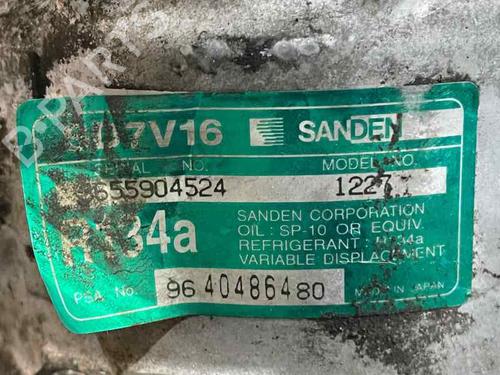 SD7V16 SANDEN
SERIAL NO. MODEL NO.
655904524
R134a
SANDEN CORPORATION
OIL: SP-10 OR EQUIV.
REFRIGERANT: R134a
VARIABLE DISPLACEMENT
PSA No. 9640486480 MADE IN JAPAN
B-PARTS